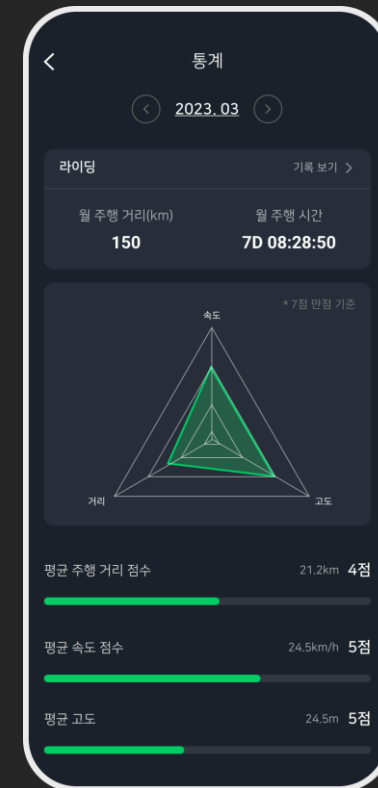 통계
2023. 03
라이딩 기록 보기
월 주행 거리(km) 월 주행 시간
150 7D 08:28:50
* 7점 만점 기준
속도
거리 고도
평균 주행 거리 점수 21.2km 4점
평균 속도 점수 24.5km/h 5점
평균 고도 24.5m 5점